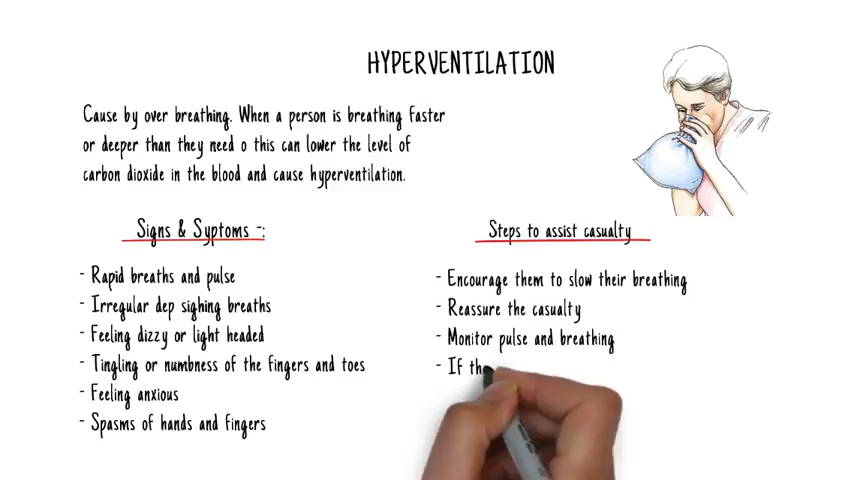 HYPERVENTILATION
Cause by over breathing. When a person is breathing faster
or deeper than they need o this can lower the level of
carbon dioxide in the blood and cause hyperventilation.
Signs & Syptoms -:
- Rapid breaths and pulse
- Irregular dep sighing breaths
- Feeling dizzy or light headed
- Tingling or numbness of the fingers and toes
- Feeling anxious
- Spasms of hands and fingers
Steps to assist casualty
- Encourage them to slow their breathing
- Reassure the casualty
- Monitor pulse and breathing
- If th